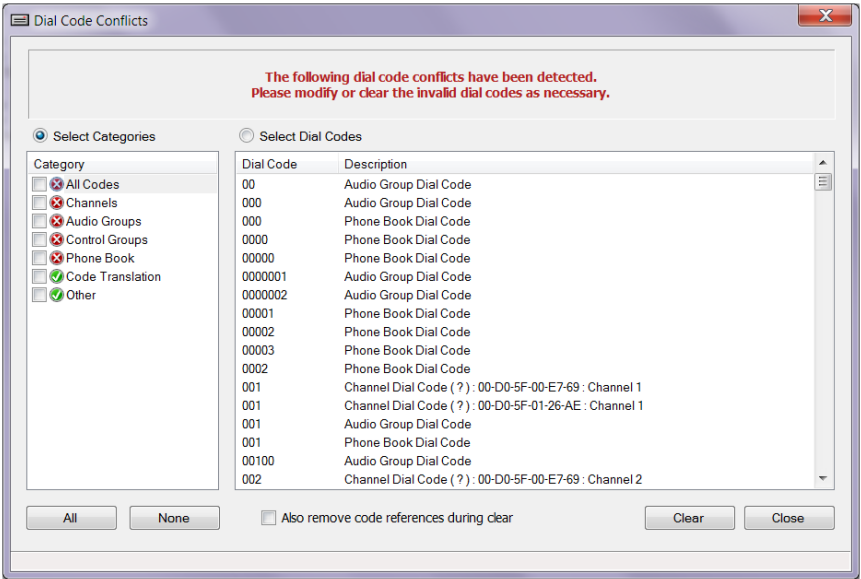 Dial Code Conflicts
The following dial code conflicts have been detected.
Please modify or clear the invalid dial codes as necessary.
Select Categories
Select Dial Codes
Category
All Codes
Channels
Audio Groups
Control Groups
Phone Book
Code Translation
Other
Dial Code Description
00 Audio Group Dial Code
000 Audio Group Dial Code
000 Phone Book Dial Code
0000 Phone Book Dial Code
00000 Phone Book Dial Code
0000001 Audio Group Dial Code
0000002 Audio Group Dial Code
00001 Phone Book Dial Code
00002 Phone Book Dial Code
00003 Phone Book Dial Code
0002 Phone Book Dial Code
001 Channel Dial Code ( ? ) : 00-D0-5F-00-E7-69 : Channel 1
001 Channel Dial Code ( ? ) : 00-D0-5F-01-26-AE : Channel 1
001 Audio Group Dial Code
001 Phone Book Dial Code
00100 Audio Group Dial Code
002 Channel Dial Code ( ? ) : 00-D0-5F-00-E7-69 : Channel 2
All
None
Also remove code references during clear
Clear
Close